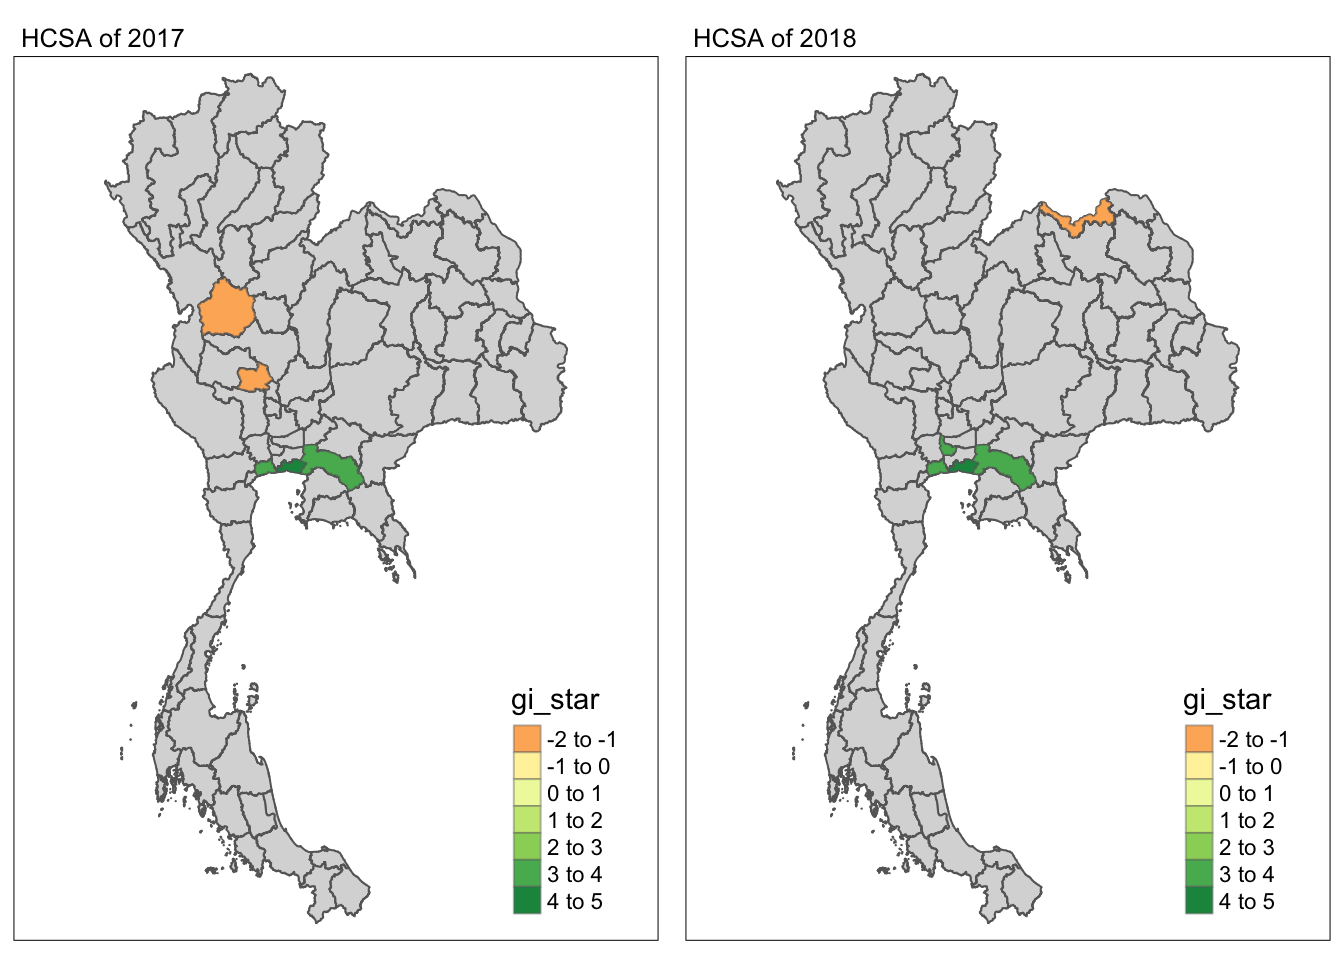 HCSA of 2017
gi_star
-2 to -1
-1 to 0
0 to 1
1 to 2
2 to 3
3 to 4
4 to 5
HCSA of 2018
gi_star
-2 to -1
-1 to 0
0 to 1
1 to 2
2 to 3
3 to 4
4 to 5